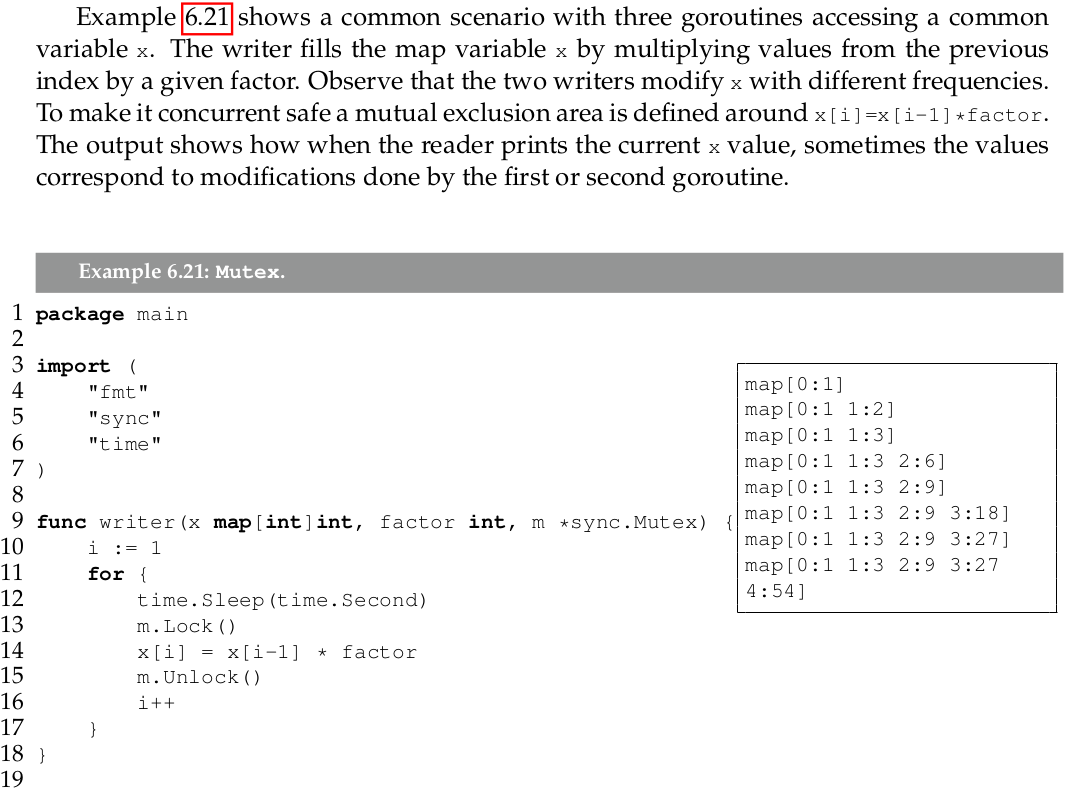 Example 6.21 shows a common scenario with three goroutines accessing a common
variable x. The writer fills the map variable x by multiplying values from the previous
index by a given factor. Observe that the two writers modify x with different frequencies.
To make it concurrent safe a mutual exclusion area is defined around x[i]=x[i-1]*factor.
The output shows how when the reader prints the current x value, sometimes the values
correspond to modifications done by the first or second goroutine.
Example 6.21: Mutex.
1 package main
2
3 import (
4     "fmt"
5     "sync"
6     "time"
7 )
8
9 func writer(x map[int]int, factor int, m *sync.Mutex) {
10     i := 1
11     for {
12         time.Sleep(time.Second)
13         m.Lock()
14         x[i] = x[i-1] * factor
15         m.Unlock()
16         i++
17     }
18 }
19
map[0:1]
map[0:1 1:2]
map[0:1 1:3]
map[0:1 1:3 2:6]
map[0:1 1:3 2:9]
map[0:1 1:3 2:9 3:18]
map[0:1 1:3 2:9 3:27]
map[0:1 1:3 2:9 3:27
4:54]